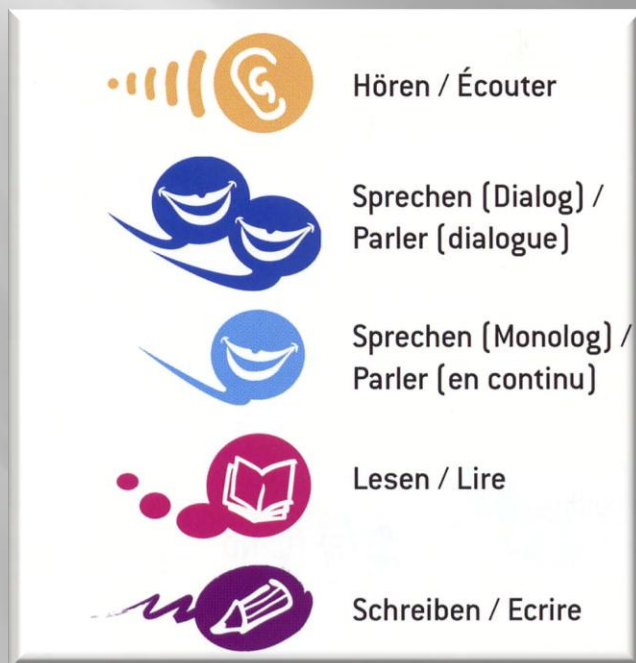 Hören / Écouter
Sprechen (Dialog) /
Parler (dialogue)
Sprechen (Monolog) /
Parler (en continu)
Lesen / Lire
Schreiben / Ecrire